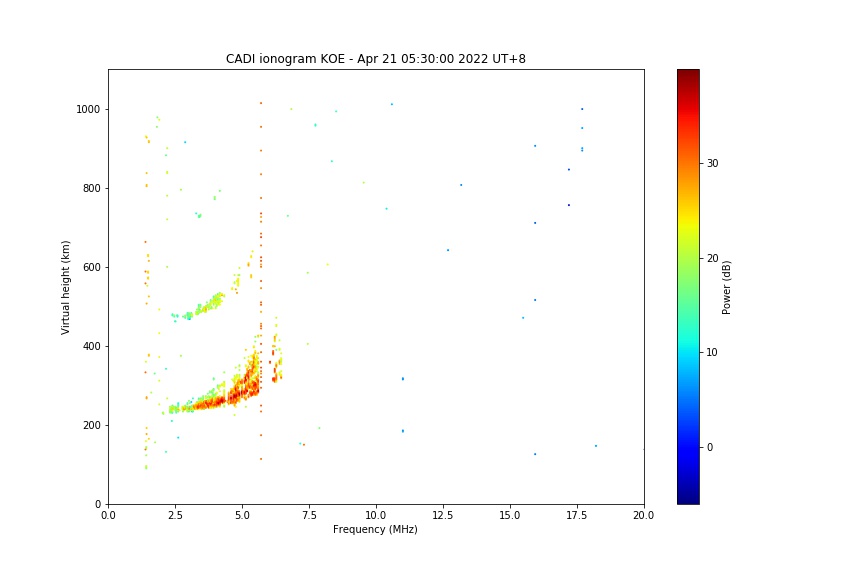 CADI ionogram KOE - Apr 21 05:30:00 2022 UT+8
Virtual height (km)
1000
800
600
400
200
0
0.0 2.5 5.0 7.5 10.0 12.5 15.0 17.5 20.0
Frequency (MHz)
30
20
10
0
Power (dB)